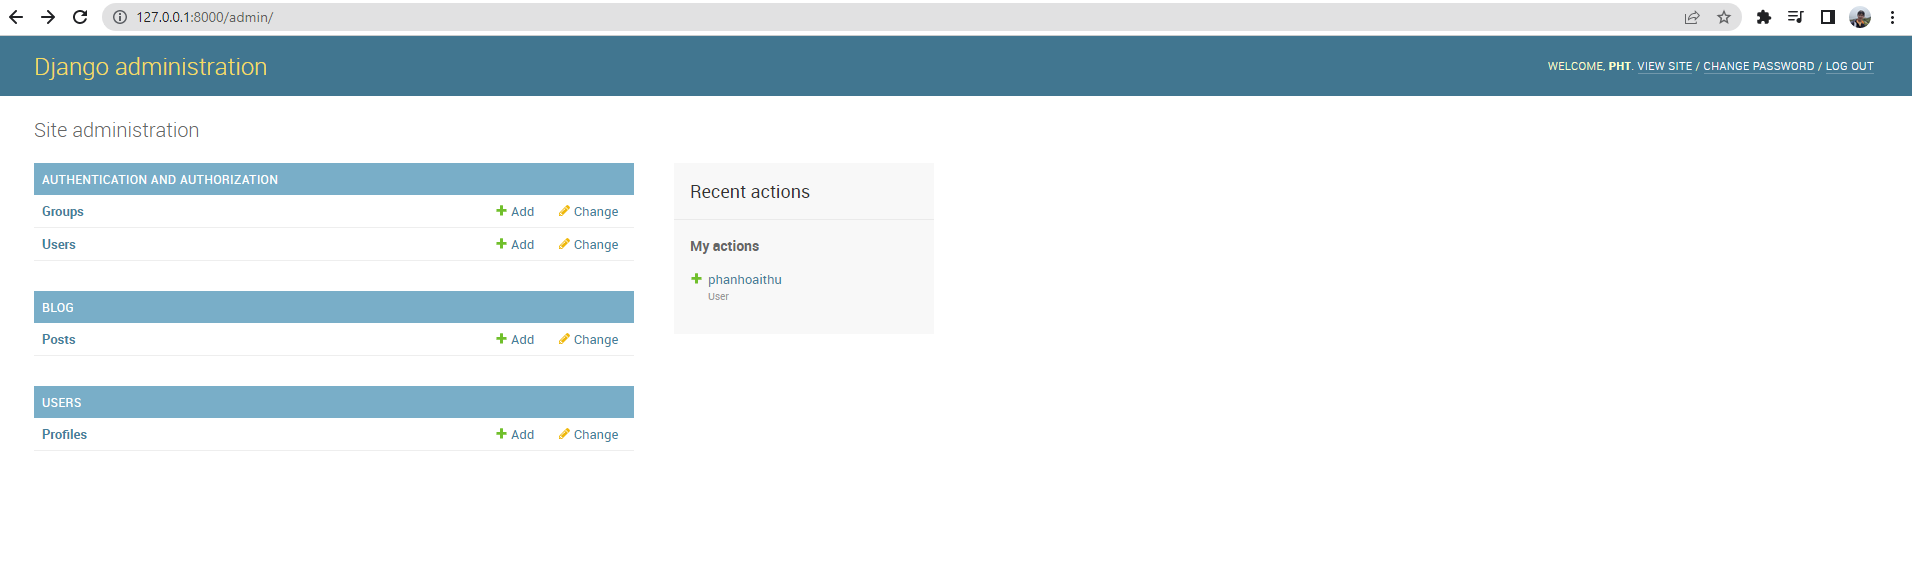 127.0.0.1:8000/admin/
Django administration
WELCOME, PHT. VIEW SITE / CHANGE PASSWORD / LOG OUT
Site administration
AUTHENTICATION AND AUTHORIZATION
Groups Add Change
Users Add Change
BLOG
Posts Add Change
USERS
Profiles Add Change
Recent actions
My actions
phanhoaithu
User